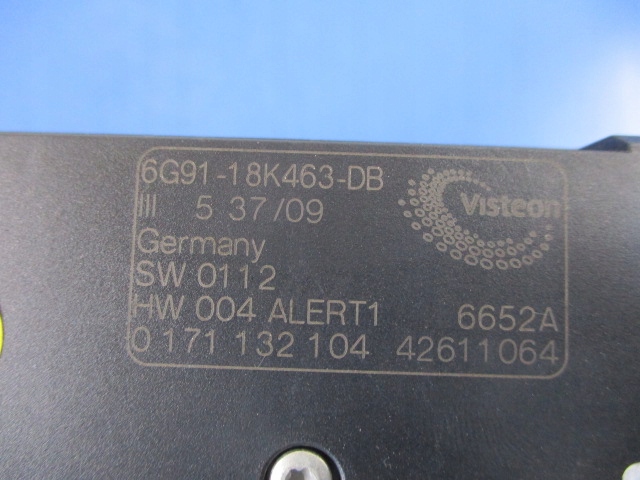 6G91-18K463-DB
III 5 37/09
Visteon
Germany
SW 0112
HW 004 ALERT1 6652A
0 171 132 104 42611064